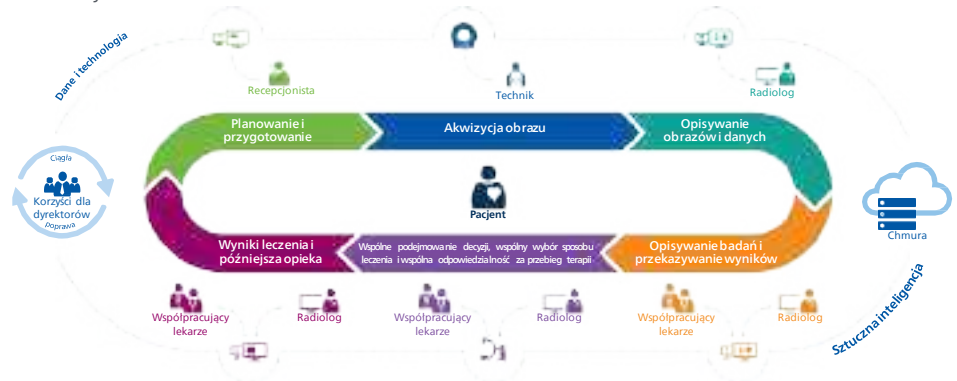 Dane i technologia
Recepcjonista
Technik
Radiolog
Planowanie i
przygotowanie
Akwizycja obrazu
Opisywanie
obrazów i danych
Ciągła
Korzyści dla
dyrektorów
poprawa
Pacjent
Chmura
Wyniki leczenia i
późniejsza opieka
Wspólne podejmowanie decyzji, wspólny wybór sposobu
leczenia i wspólna odpowiedzialność za przebieg terapii
Opisywanie badań i
przekazywanie wyników
Współpracujący
lekarze
Radiolog
Współpracujący
lekarze
Radiolog
Współpracujący
lekarze
Radiolog
Sztuczna inteligencja